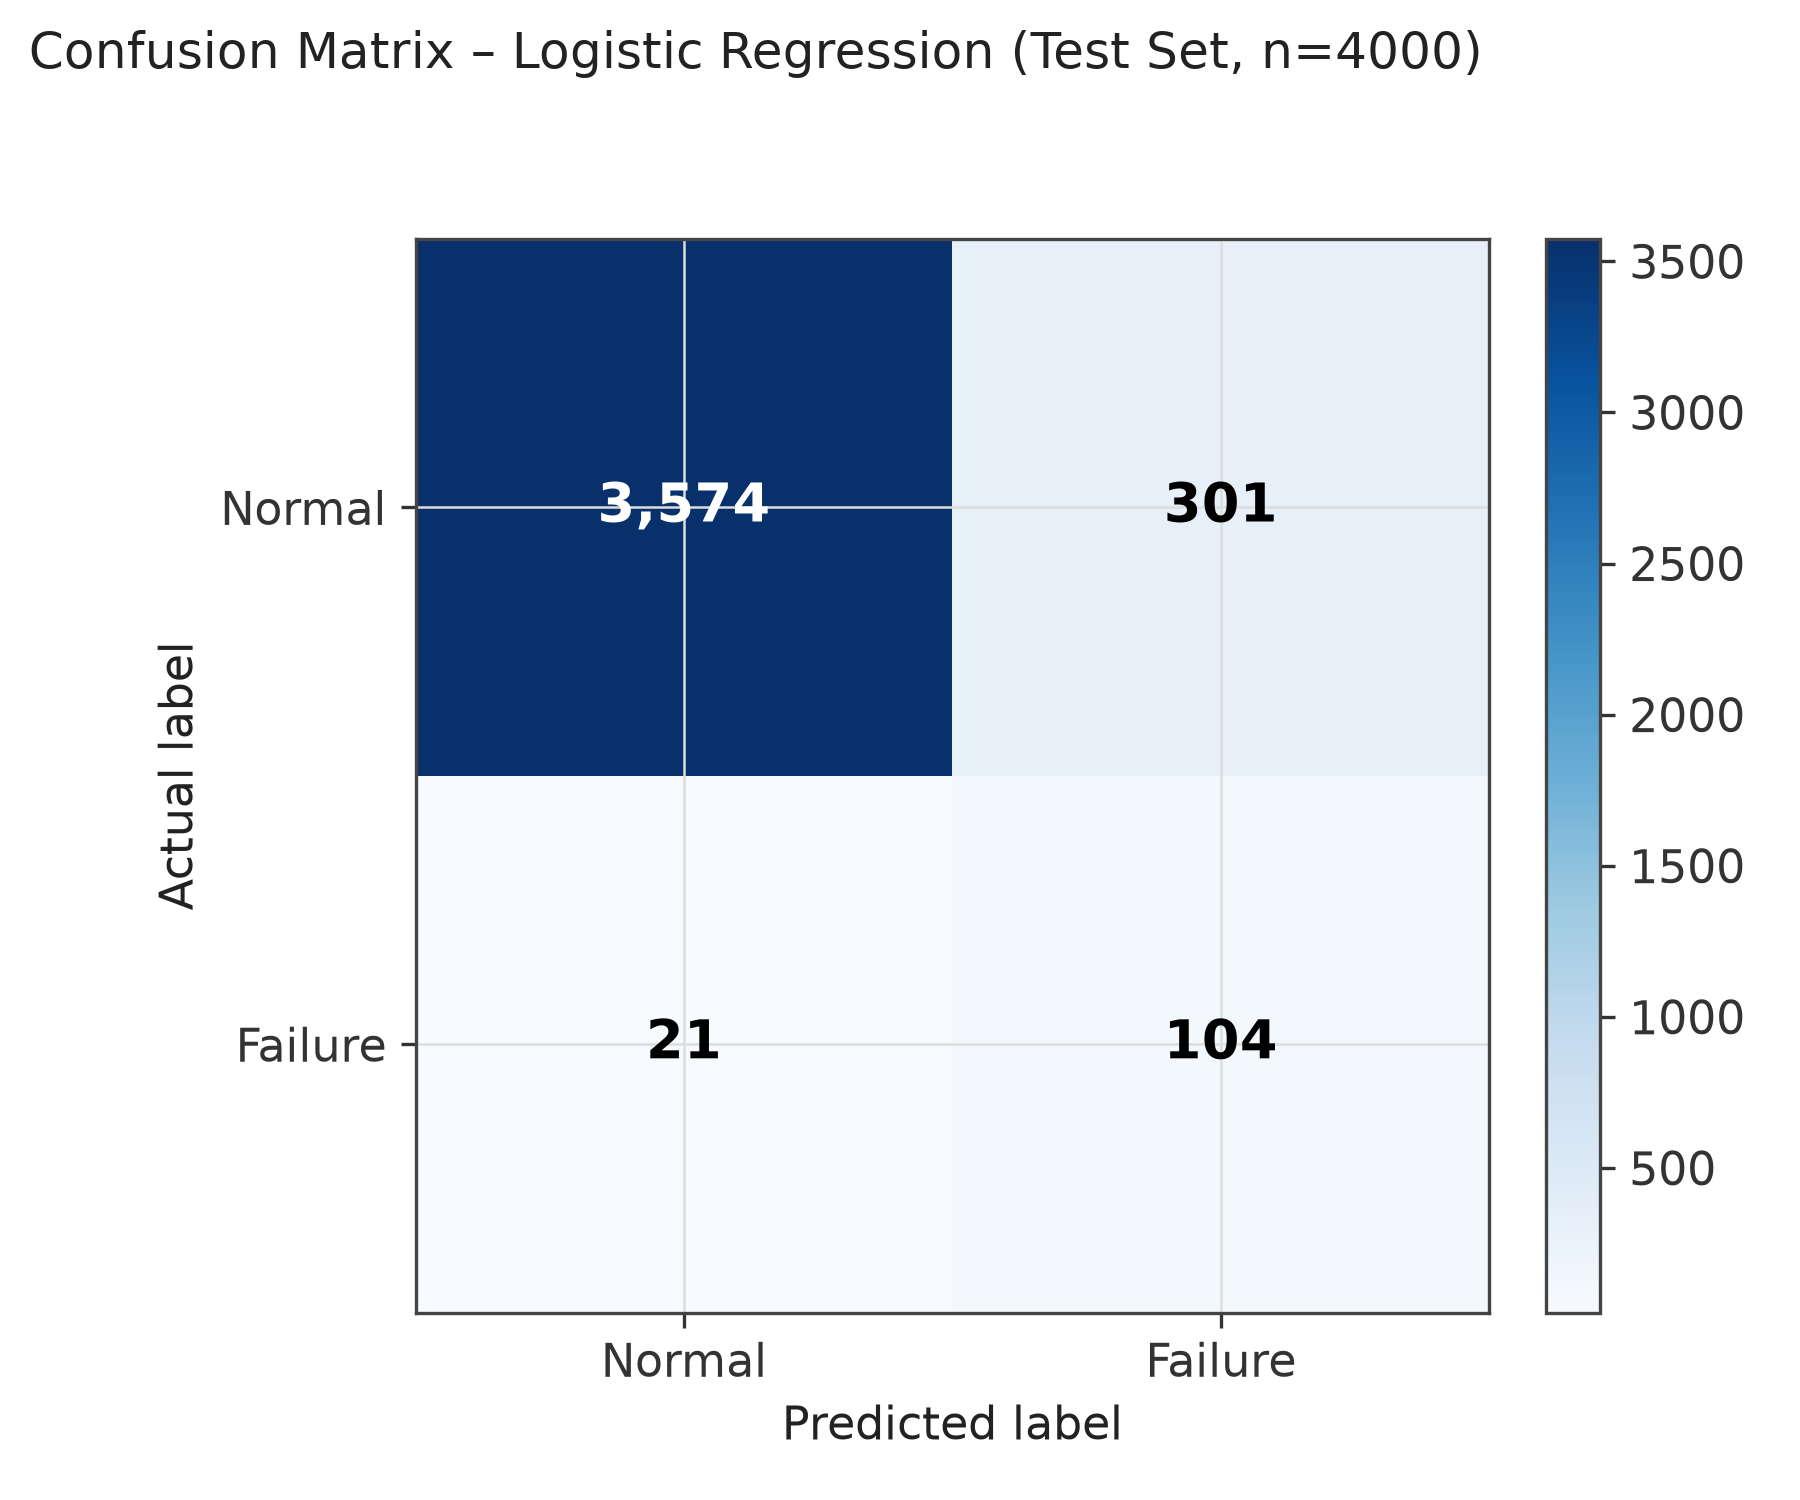 Confusion Matrix – Logistic Regression (Test Set, n=4000)
Actual label
Normal
Failure
3,574
301
21
104
Normal
Failure
Predicted label
3500
3000
2500
2000
1500
1000
500